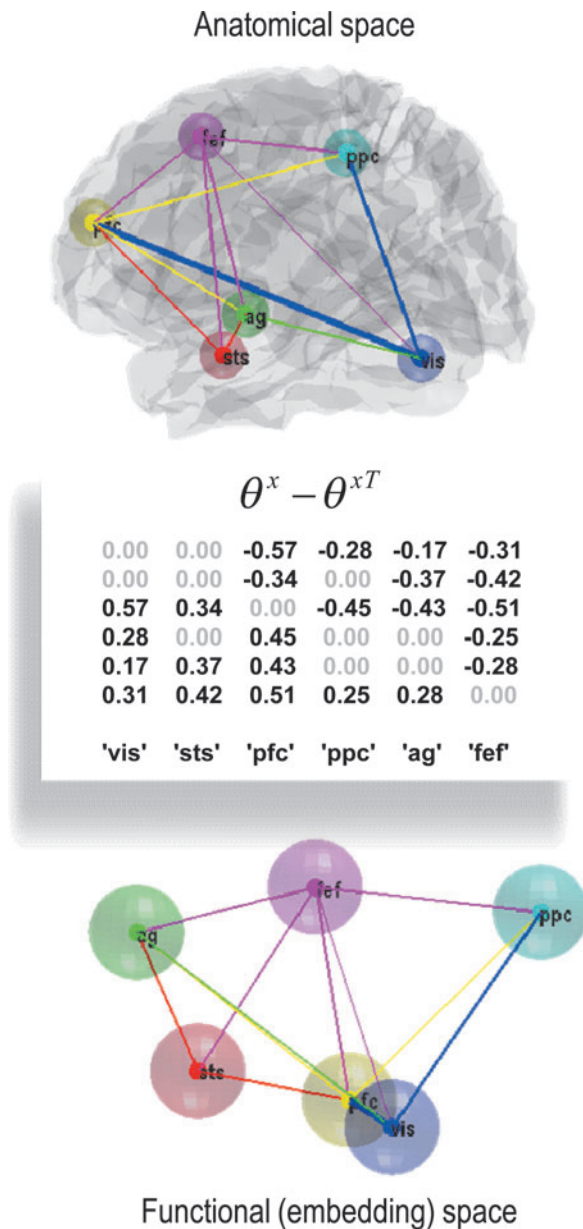 Anatomical space
fef
ppc
pfc
ag
sts
vis
θˣ − θˣᵀ
0.00 0.00 -0.57 -0.28 -0.17 -0.31
0.00 0.00 -0.34 0.00 -0.37 -0.42
0.57 0.34 0.00 -0.45 -0.43 -0.51
0.28 0.00 0.45 0.00 0.00 -0.25
0.17 0.37 0.43 0.00 0.00 -0.28
0.31 0.42 0.51 0.25 0.28 0.00
'vis' 'sts' 'pfc' 'ppc' 'ag' 'fef'
fef
ppc
ag
sts
pfc
vis
Functional (embedding) space